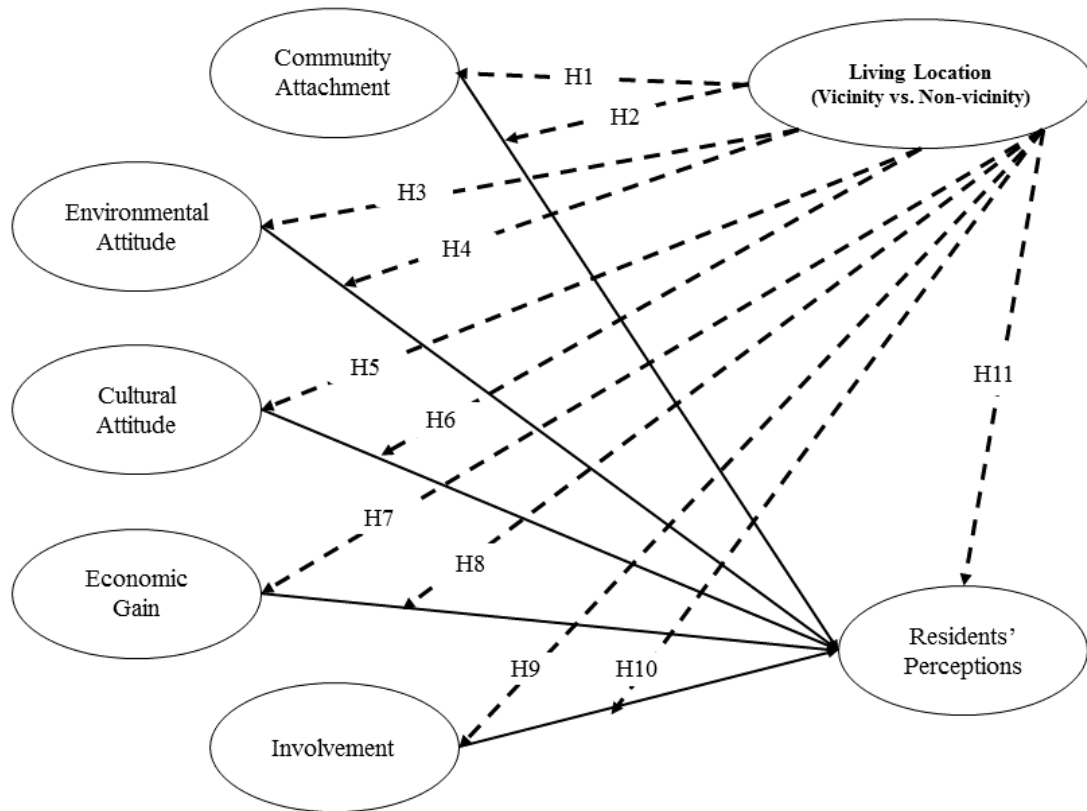 Community
Attachment
H1
Living Location
(Vicinity vs. Non-vicinity)
H2
H3
Environmental
Attitude
H4
H5
Cultural
Attitude
H6
H11
H7
Economic
Gain
H8
Residents’
Perceptions
H9
H10
Involvement